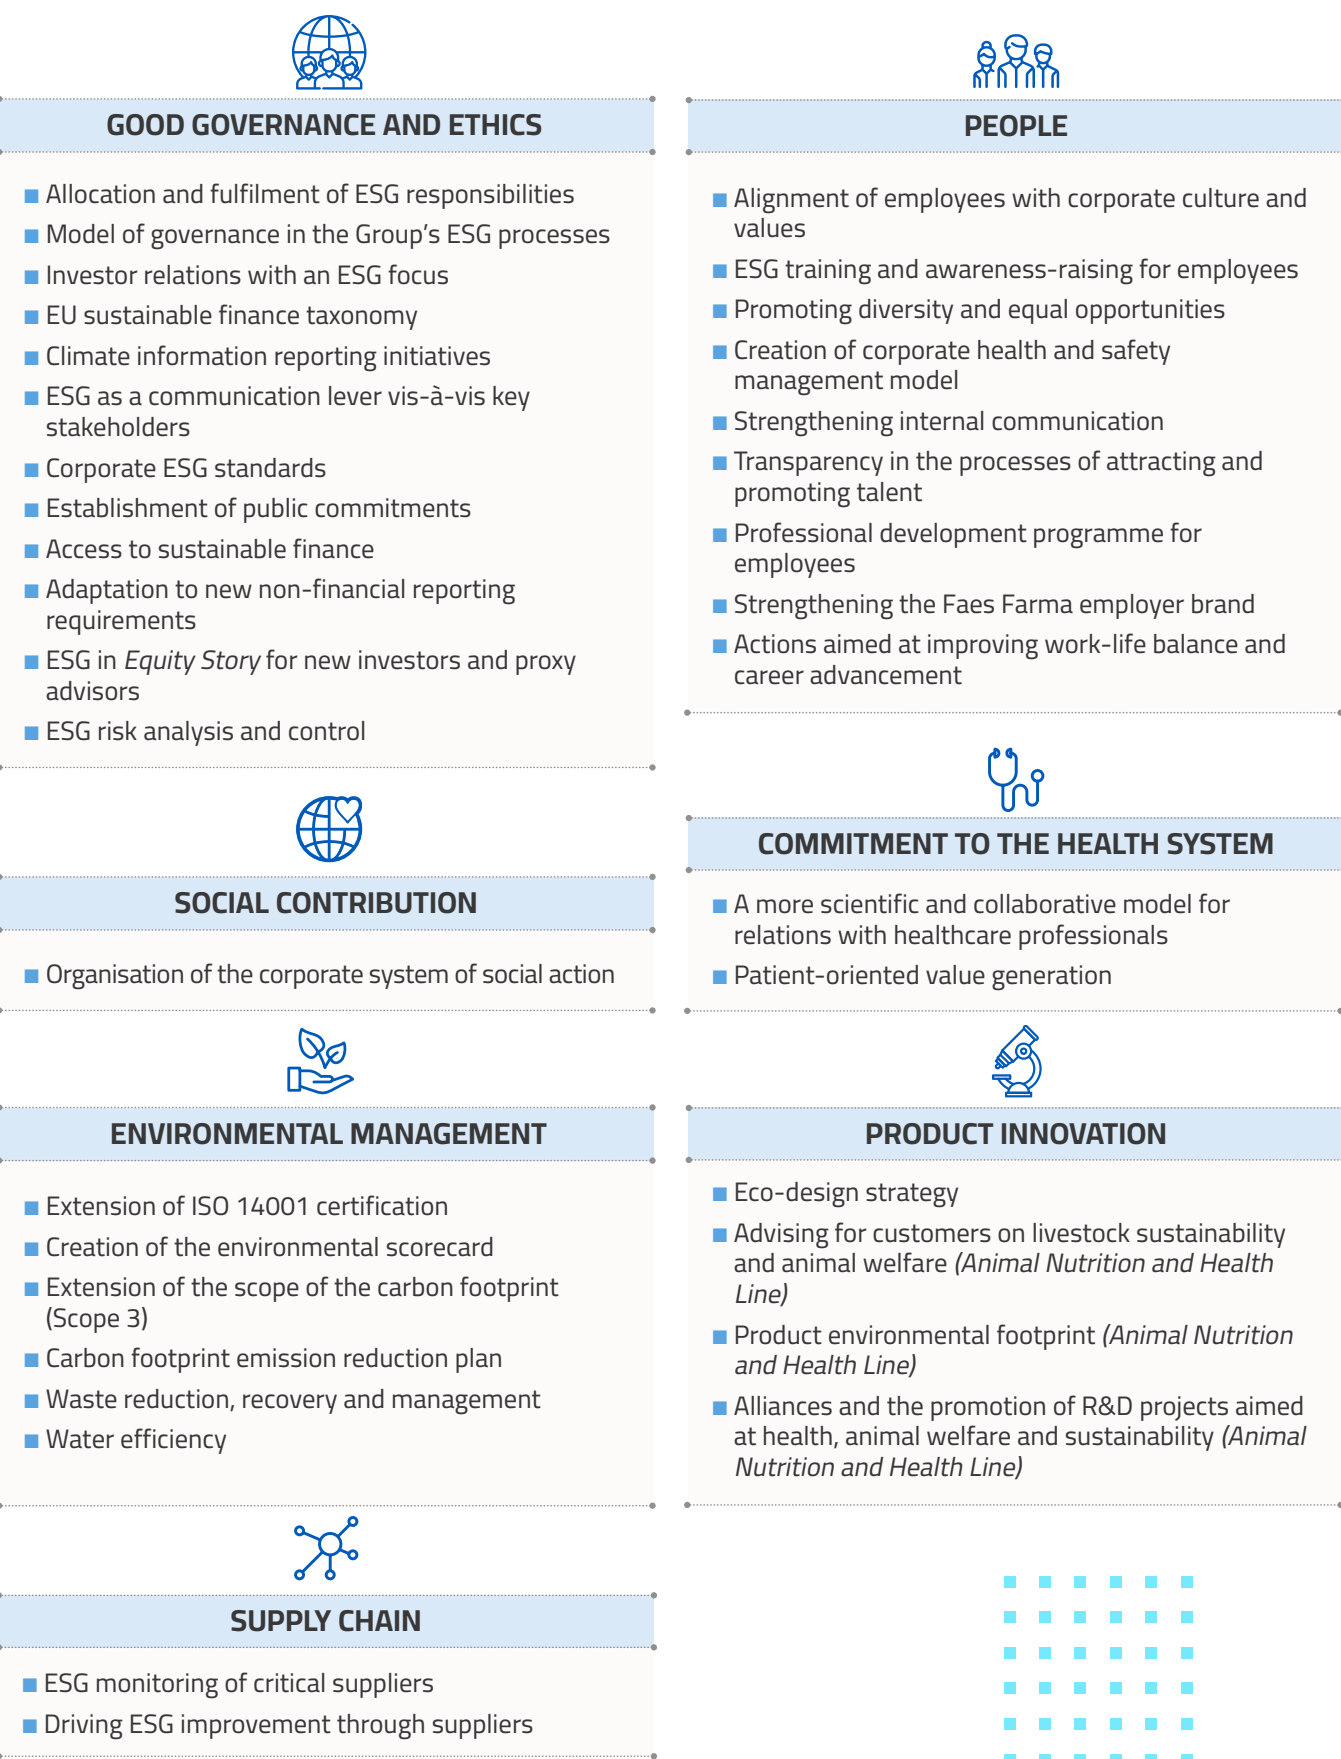 GOOD GOVERNANCE AND ETHICS
■ Allocation and fulfilment of ESG responsibilities
■ Model of governance in the Group's ESG processes
■ Investor relations with an ESG focus
■ EU sustainable finance taxonomy
■ Climate information reporting initiatives
■ ESG as a communication lever vis-à-vis key
stakeholders
■ Corporate ESG standards
■ Establishment of public commitments
■ Access to sustainable finance
■ Adaptation to new non-financial reporting
requirements
■ ESG in Equity Story for new investors and proxy
advisors
■ ESG risk analysis and control
SOCIAL CONTRIBUTION
■ Organisation of the corporate system of social action
ENVIRONMENTAL MANAGEMENT
■ Extension of ISO 14001 certification
■ Creation of the environmental scorecard
■ Extension of the scope of the carbon footprint
(Scope 3)
■ Carbon footprint emission reduction plan
■ Waste reduction, recovery and management
■ Water efficiency
SUPPLY CHAIN
■ ESG monitoring of critical suppliers
■ Driving ESG improvement through suppliers
PEOPLE
■ Alignment of employees with corporate culture and
values
■ ESG training and awareness-raising for employees
■ Promoting diversity and equal opportunities
■ Creation of corporate health and safety
management model
■ Strengthening internal communication
■ Transparency in the processes of attracting and
promoting talent
■ Professional development programme for
employees
■ Strengthening the Faes Farma employer brand
■ Actions aimed at improving work-life balance and
career advancement
COMMITMENT TO THE HEALTH SYSTEM
■ A more scientific and collaborative model for
relations with healthcare professionals
■ Patient-oriented value generation
PRODUCT INNOVATION
■ Eco-design strategy
■ Advising for customers on livestock sustainability
and animal welfare (Animal Nutrition and Health
Line)
■ Product environmental footprint (Animal Nutrition
and Health Line)
■ Alliances and the promotion of R&D projects aimed
at health, animal welfare and sustainability (Animal
Nutrition and Health Line)